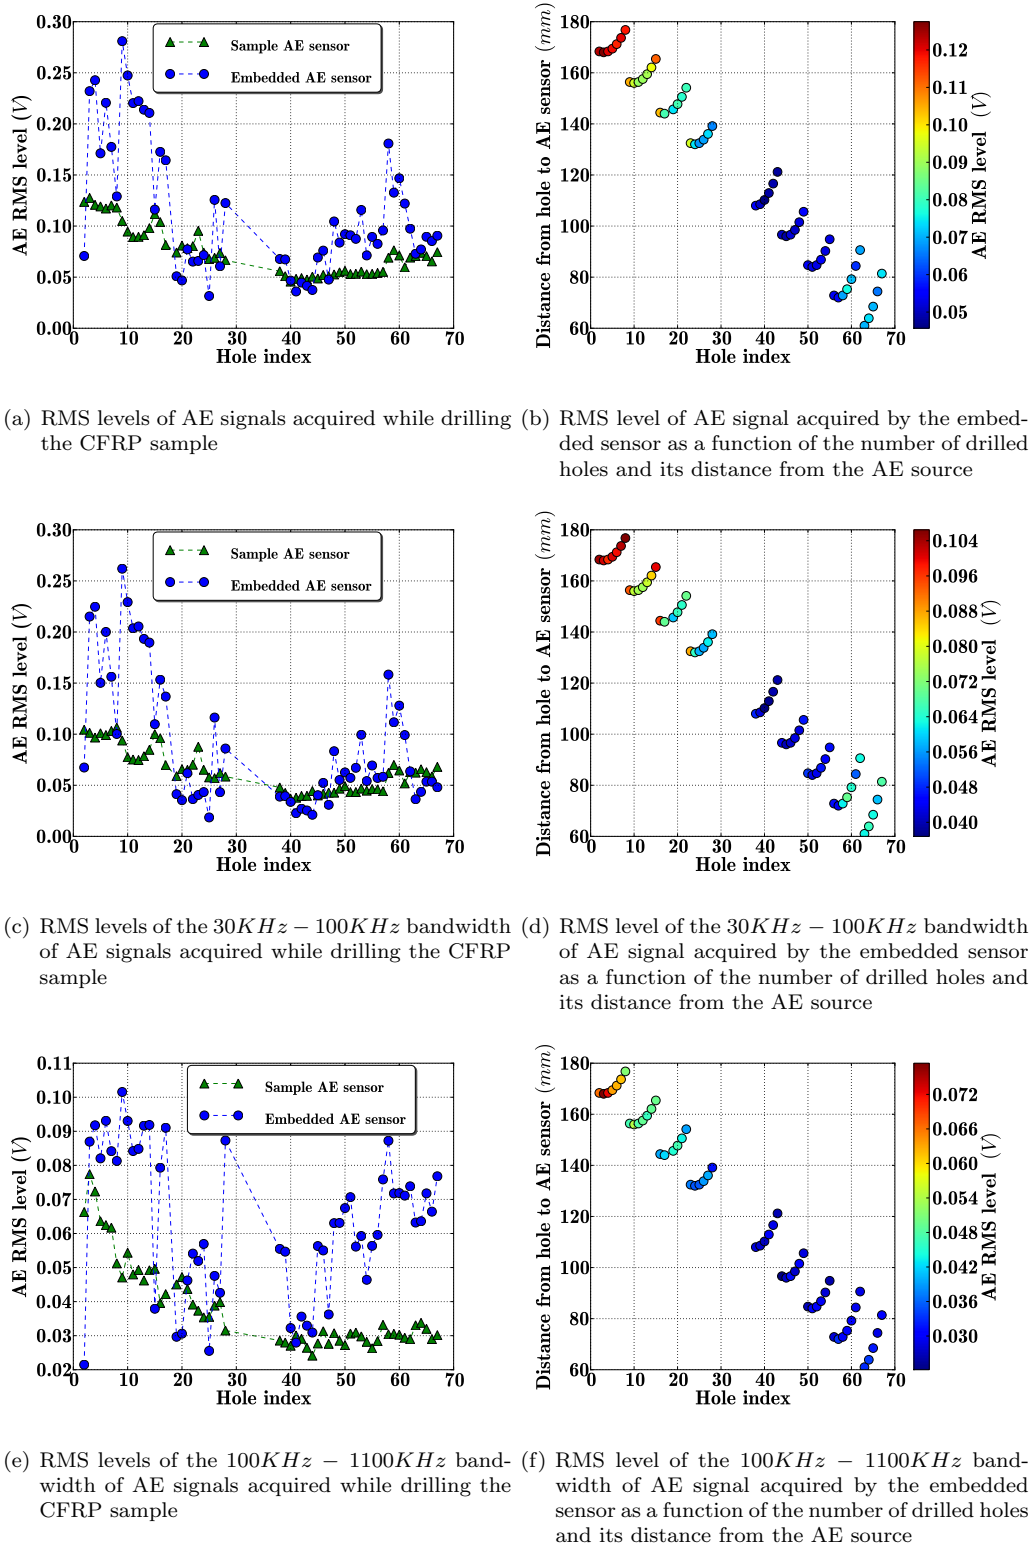 0.30
0.25
0.20
0.15
0.10
0.05
0.00
AE RMS level (V)
Sample AE sensor
Embedded AE sensor
0 10 20 30 40 50 60 70
Hole index
180
160
140
120
100
80
60
Distance from hole to AE sensor (mm)
0 10 20 30 40 50 60 70
Hole index
0.12
0.11
0.10
0.09
0.08
0.07
0.06
0.05
AE RMS level (V)
(a) RMS levels of AE signals acquired while drilling
the CFRP sample
(b) RMS level of AE signal acquired by the embed-
ded sensor as a function of the number of drilled
holes and its distance from the AE source
0.30
0.25
0.20
0.15
0.10
0.05
0.00
AE RMS level (V)
Sample AE sensor
Embedded AE sensor
0 10 20 30 40 50 60 70
Hole index
180
160
140
120
100
80
60
Distance from hole to AE sensor (mm)
0 10 20 30 40 50 60 70
Hole index
0.104
0.096
0.088
0.080
0.072
0.064
0.056
0.048
0.040
AE RMS level (V)
(c) RMS levels of the 30KHz − 100KHz bandwidth
of AE signals acquired while drilling the CFRP
sample
(d) RMS level of the 30KHz − 100KHz bandwidth
of AE signal acquired by the embedded sensor
as a function of the number of drilled holes and
its distance from the AE source
0.11
0.10
0.09
0.08
0.07
0.06
0.05
0.04
0.03
0.02
AE RMS level (V)
Sample AE sensor
Embedded AE sensor
0 10 20 30 40 50 60 70
Hole index
180
160
140
120
100
80
60
Distance from hole to AE sensor (mm)
0 10 20 30 40 50 60 70
Hole index
0.072
0.066
0.060
0.054
0.048
0.042
0.036
0.030
AE RMS level (V)
(e) RMS levels of the 100KHz − 1100KHz band-
width of AE signals acquired while drilling the
CFRP sample
(f) RMS level of the 100KHz − 1100KHz band-
width of AE signal acquired by the embedded
sensor as a function of the number of drilled holes
and its distance from the AE source